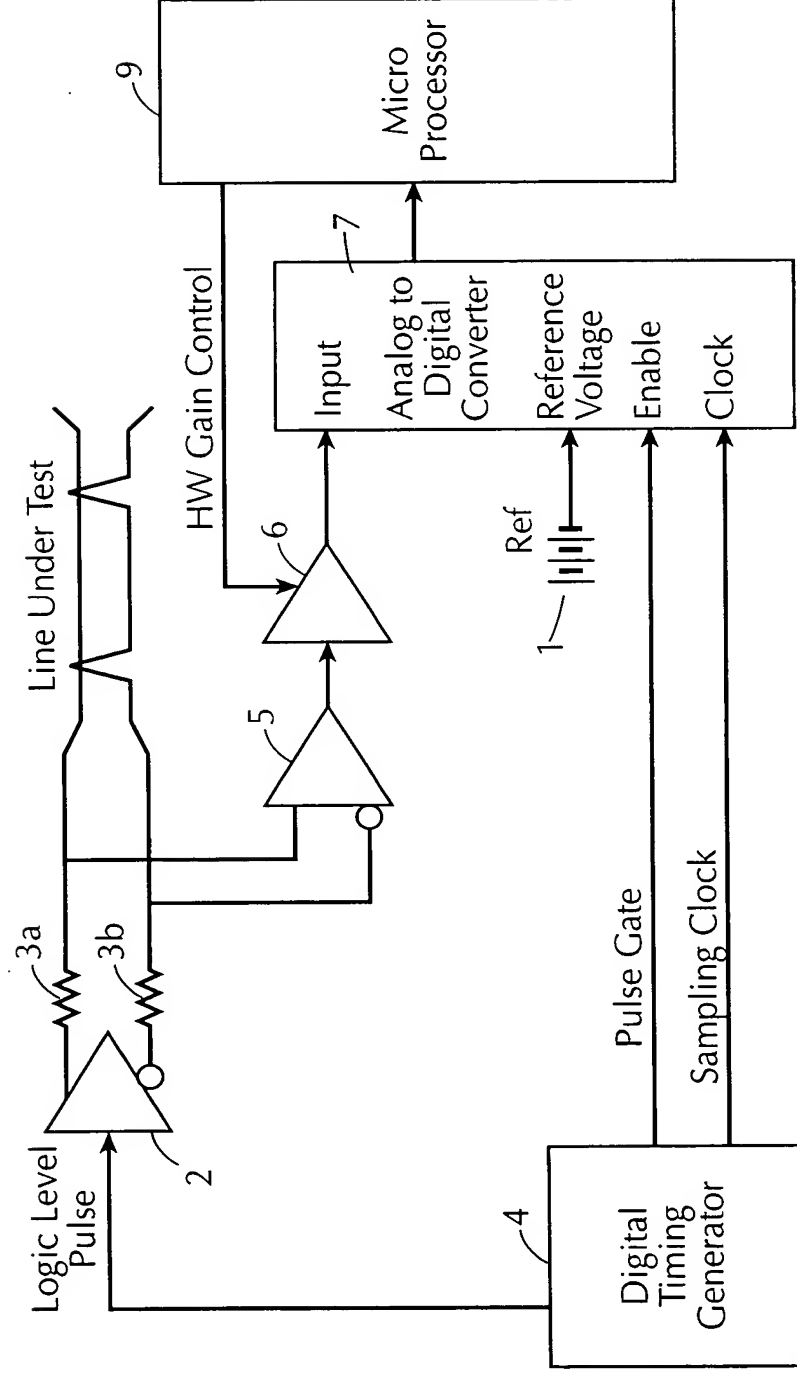 Line Under Test
HW Gain Control
9
Micro
Processor
7
Input
Analog to
Digital
Converter
Reference
Voltage
Enable
Clock
6
5
Ref
1
3a
3b
Logic Level
Pulse
2
Pulse Gate
Sampling Clock
4
Digital
Timing
Generator